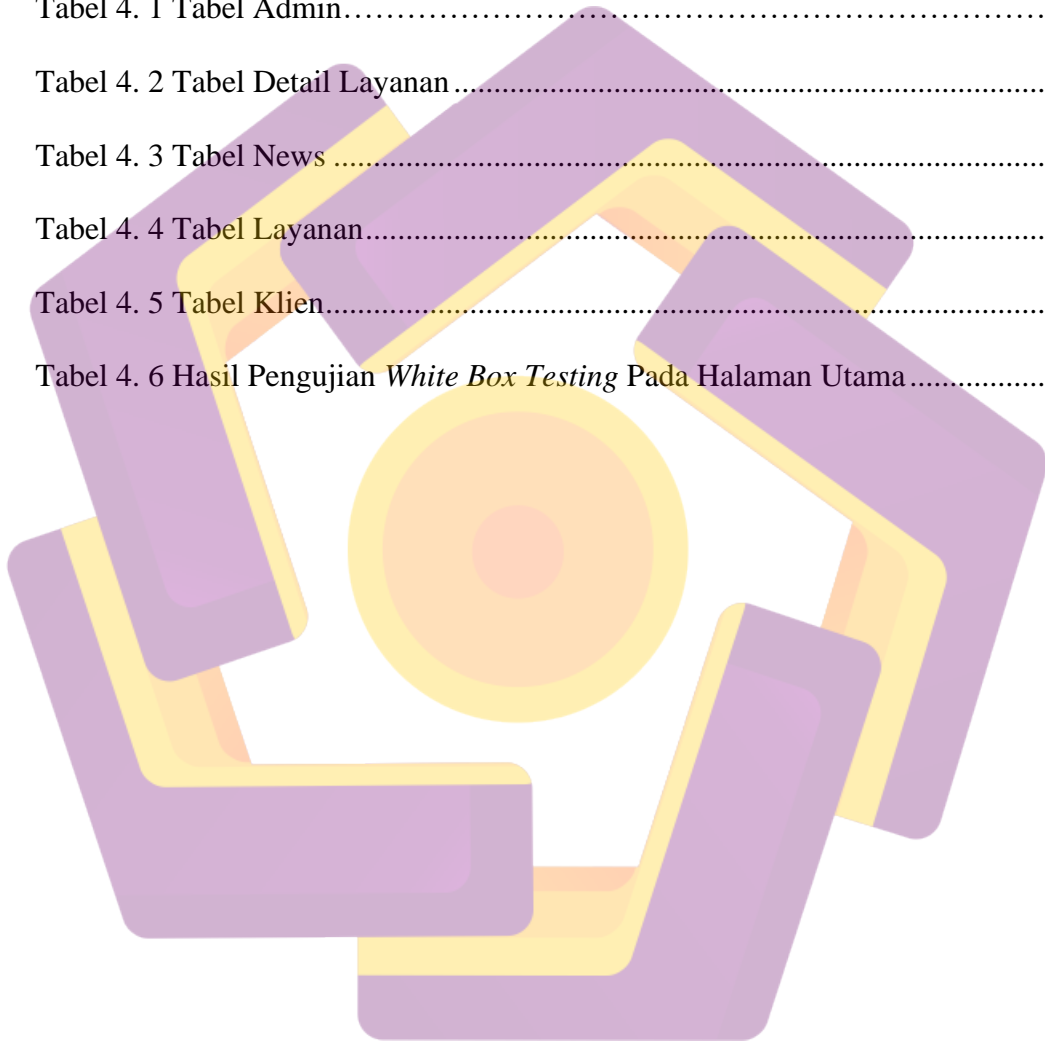 Tabel 4. 1 Tabel Admin……………………………………………………………………
Tabel 4. 2 Tabel Detail Layanan ...........................................................................
Tabel 4. 3 Tabel News ..........................................................................................
Tabel 4. 4 Tabel Layanan......................................................................................
Tabel 4. 5 Tabel Klien...........................................................................................
Tabel 4. 6 Hasil Pengujian White Box Testing Pada Halaman Utama .................